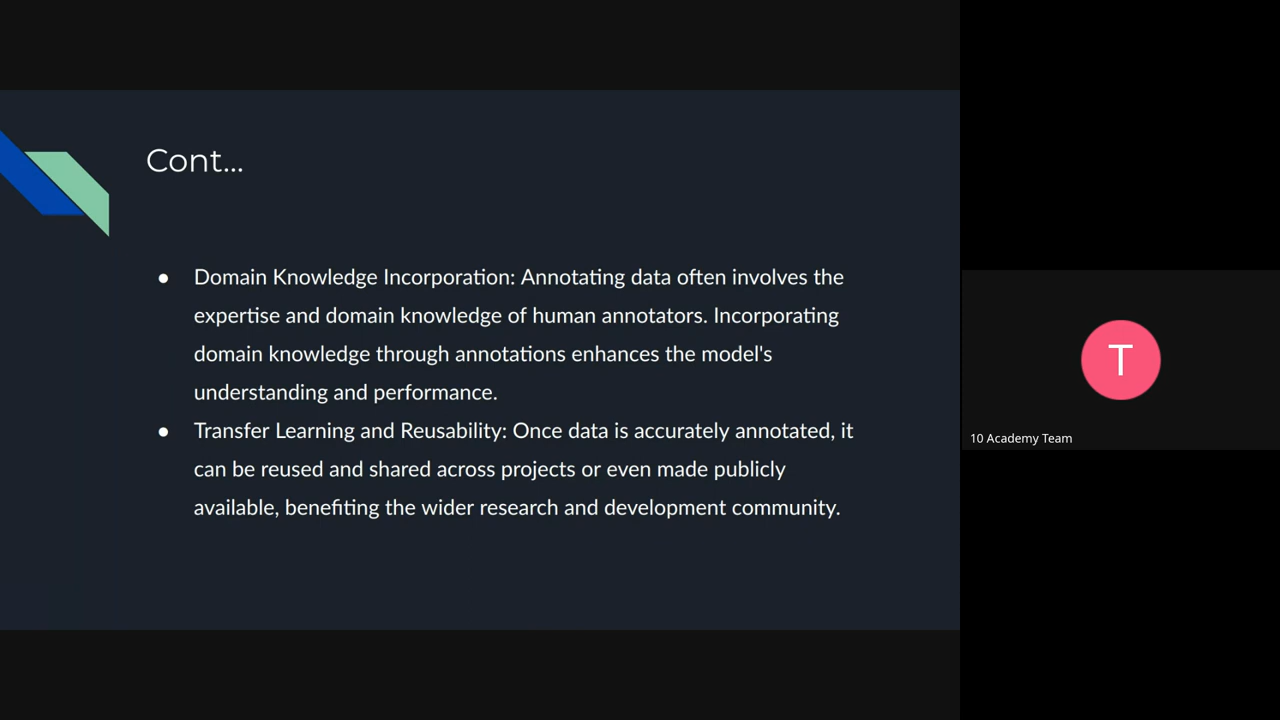 Cont...
● Domain Knowledge Incorporation: Annotating data often involves the
expertise and domain knowledge of human annotators. Incorporating
domain knowledge through annotations enhances the model's
understanding and performance.
● Transfer Learning and Reusability: Once data is accurately annotated, it
can be reused and shared across projects or even made publicly
available, benefiting the wider research and development community.
T
10 Academy Team